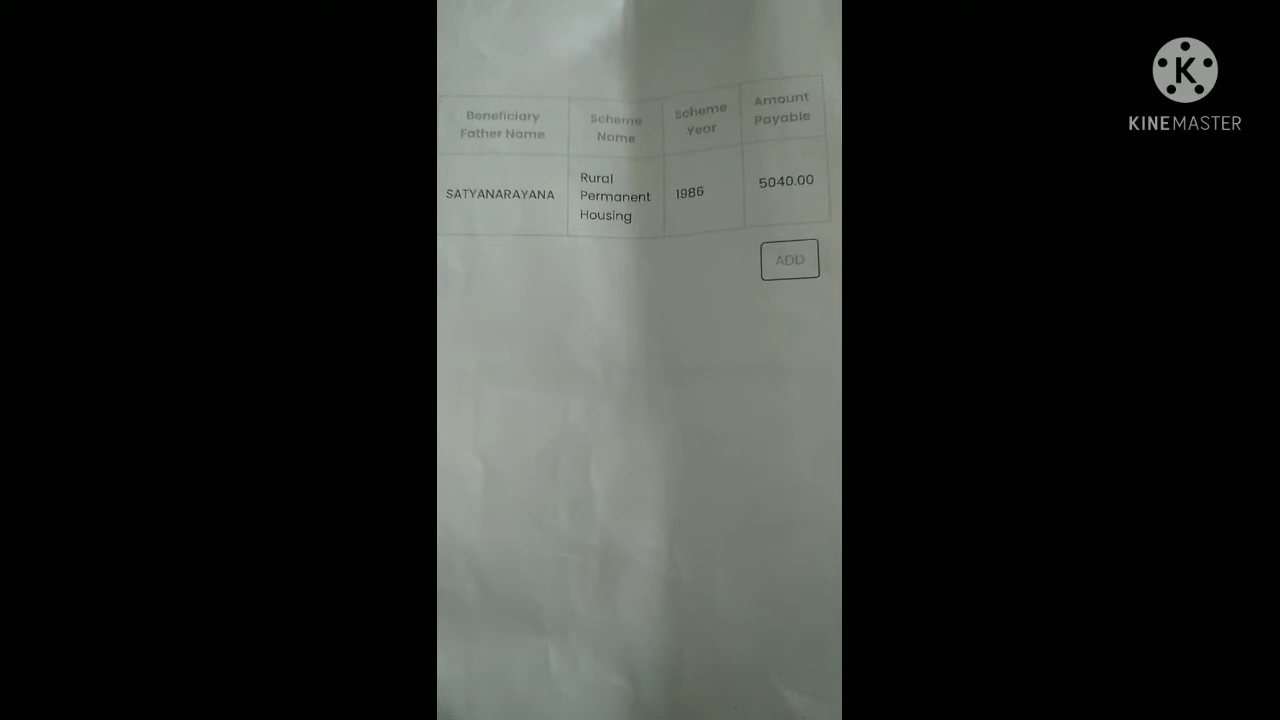 K
KINEMASTER
Beneficiary Father Name
Scheme Name
Scheme Year
Amount Payable
SATYANARAYANA
Rural
Permanent
Housing
1986
5040.00
ADD